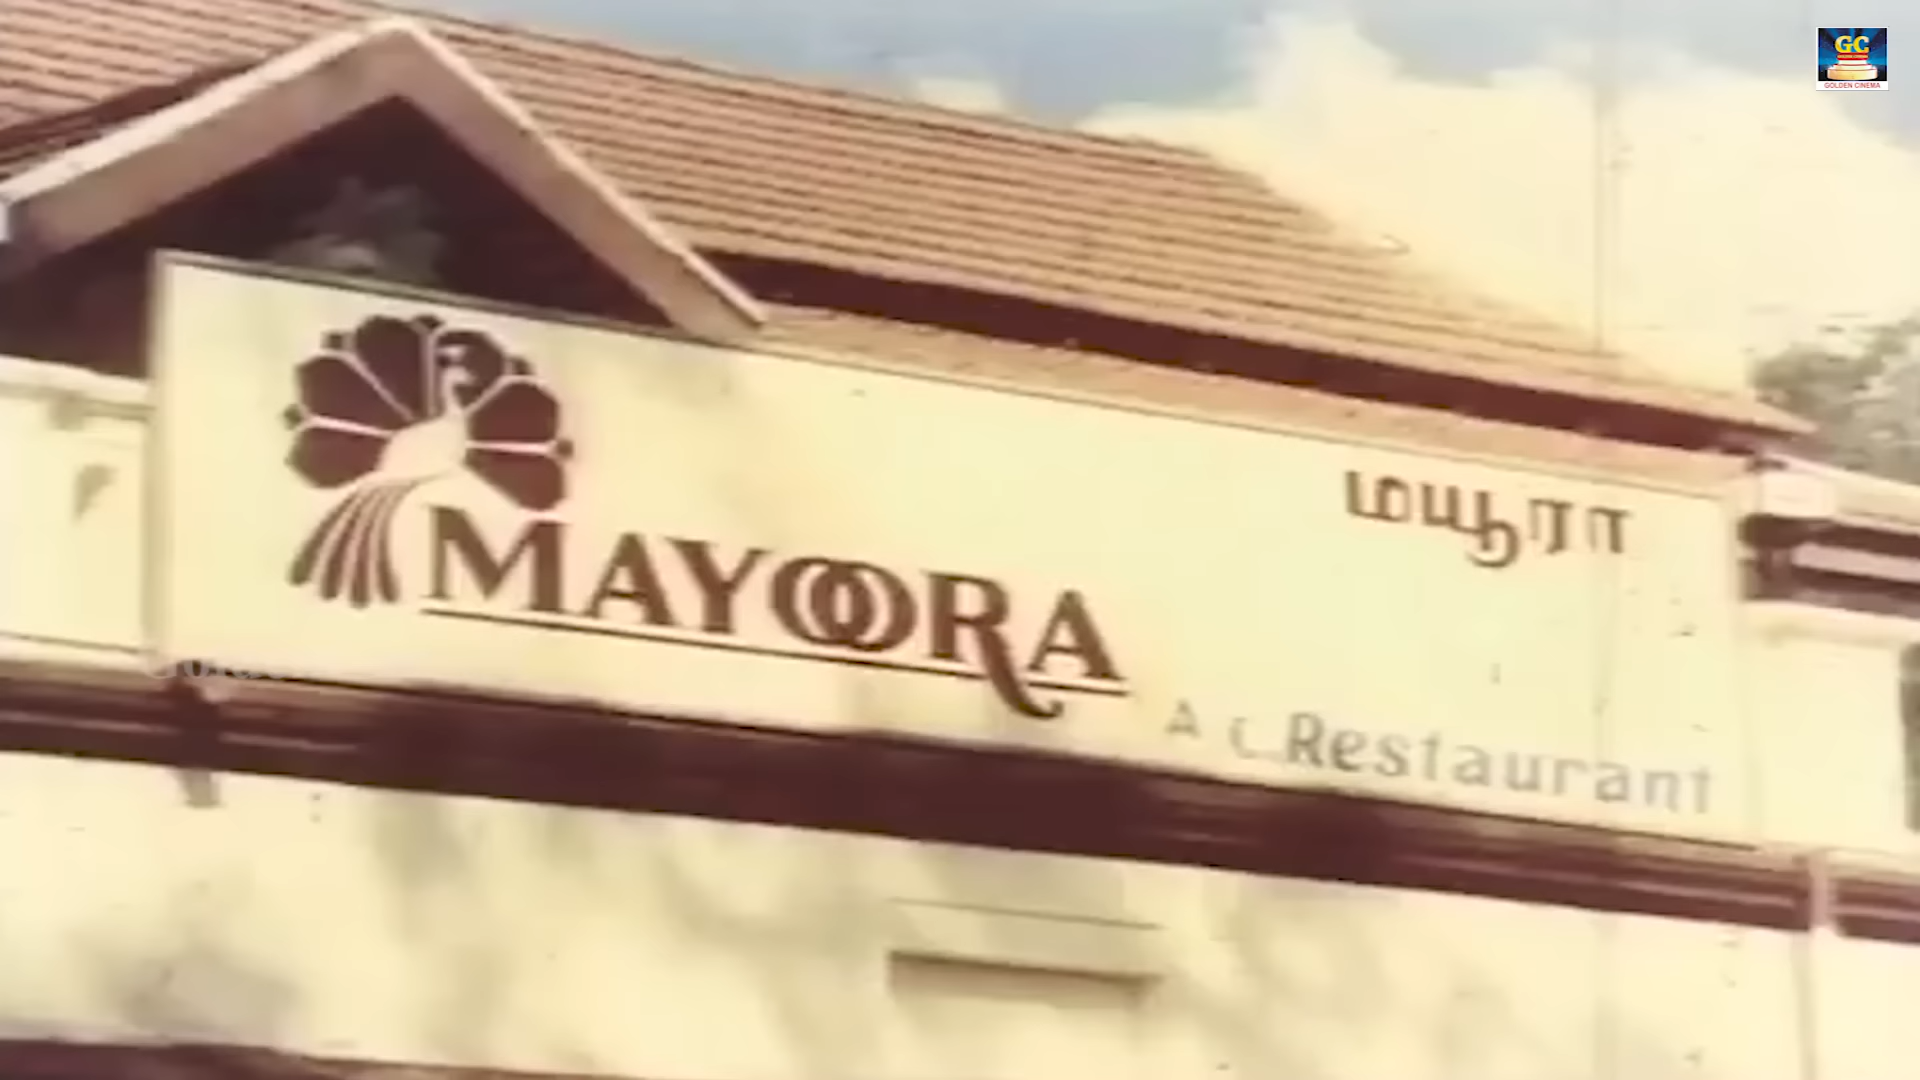 GC
GOLDEN CINEMA
மயூரா
MAYOORA
A C Restaurant